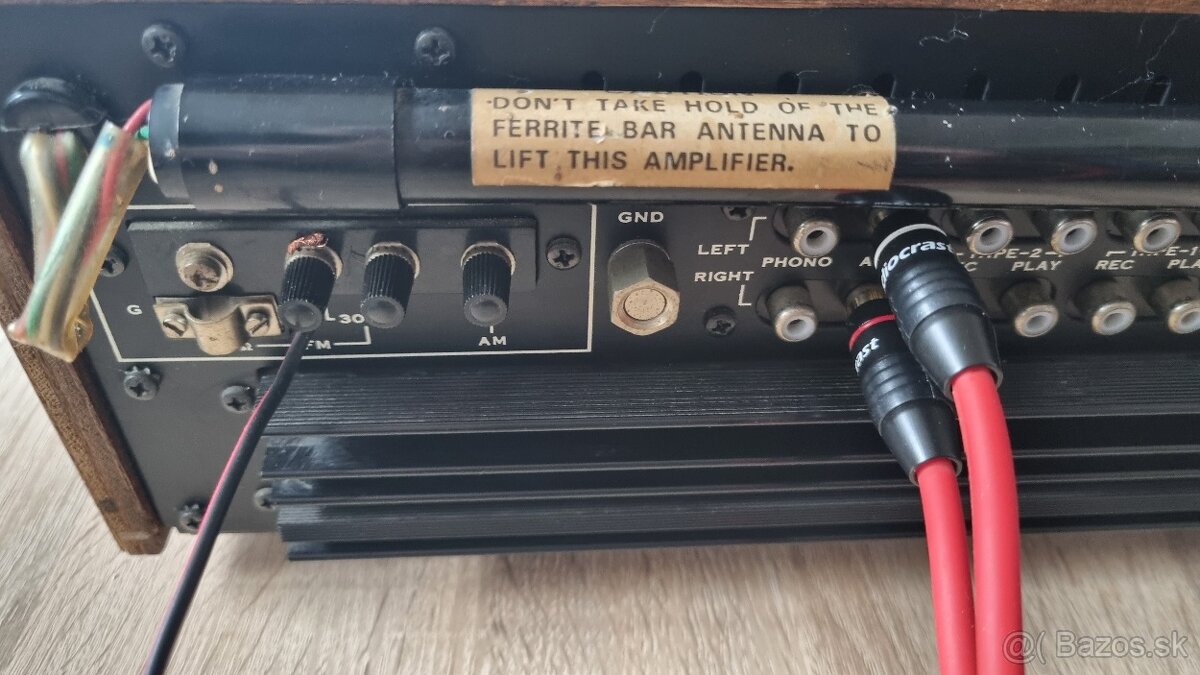 DON'T TAKE HOLD OF THE
FERRITE BAR ANTENNA TO
LIFT THIS AMPLIFIER.
GND
LEFT
RIGHT
PHONO
PLAY
REC
G
30
FM
AM
@( Bazos.sk